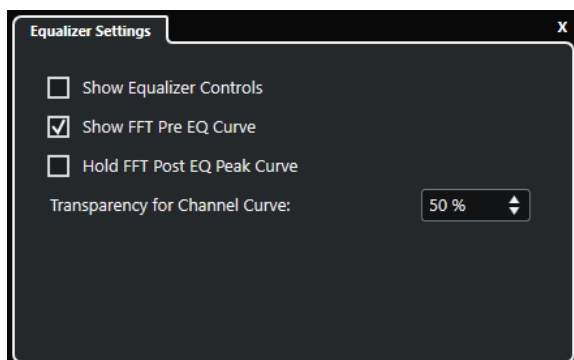 Equalizer Settings
X
Show Equalizer Controls
Show FFT Pre EQ Curve
Hold FFT Post EQ Peak Curve
Transparency for Channel Curve: 50 %